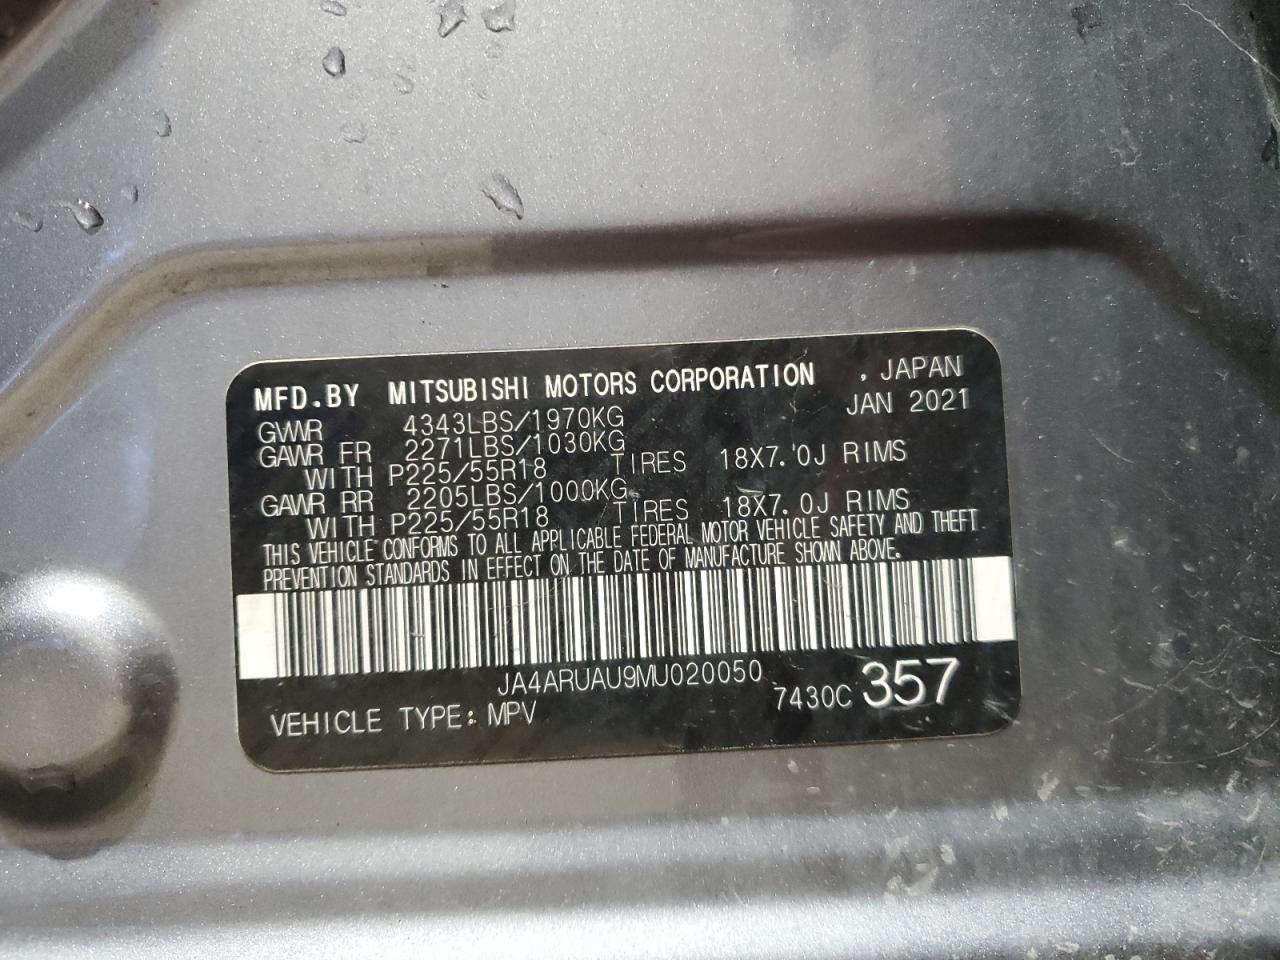 MFD.BY MITSUBISHI MOTORS CORPORATION , JAPAN
GVWR 4343LBS/1970KG JAN 2021
GAWR FR 2271LBS/1030KG
WITH P225/55R18 TIRES 18X7.0J RIMS
GAWR RR 2205LBS/1000KG
WITH P225/55R18 TIRES 18X7.0J RIMS
THIS VEHICLE CONFORMS TO ALL APPLICABLE FEDERAL MOTOR VEHICLE SAFETY AND THEFT
PREVENTION STANDARDS IN EFFECT ON THE DATE OF MANUFACTURE SHOWN ABOVE.
JA4ARUAU9MU020050
VEHICLE TYPE: MPV 7430C 357